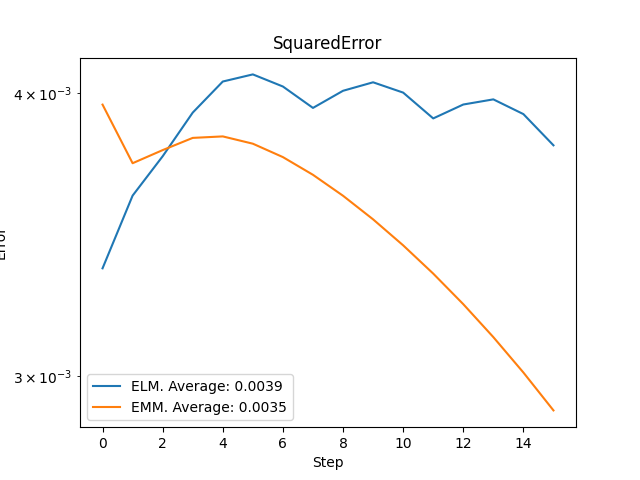 SquaredError
4 × 10⁻³
3 × 10⁻³
Error
ELM. Average: 0.0039
EMM. Average: 0.0035
0 2 4 6 8 10 12 14
Step